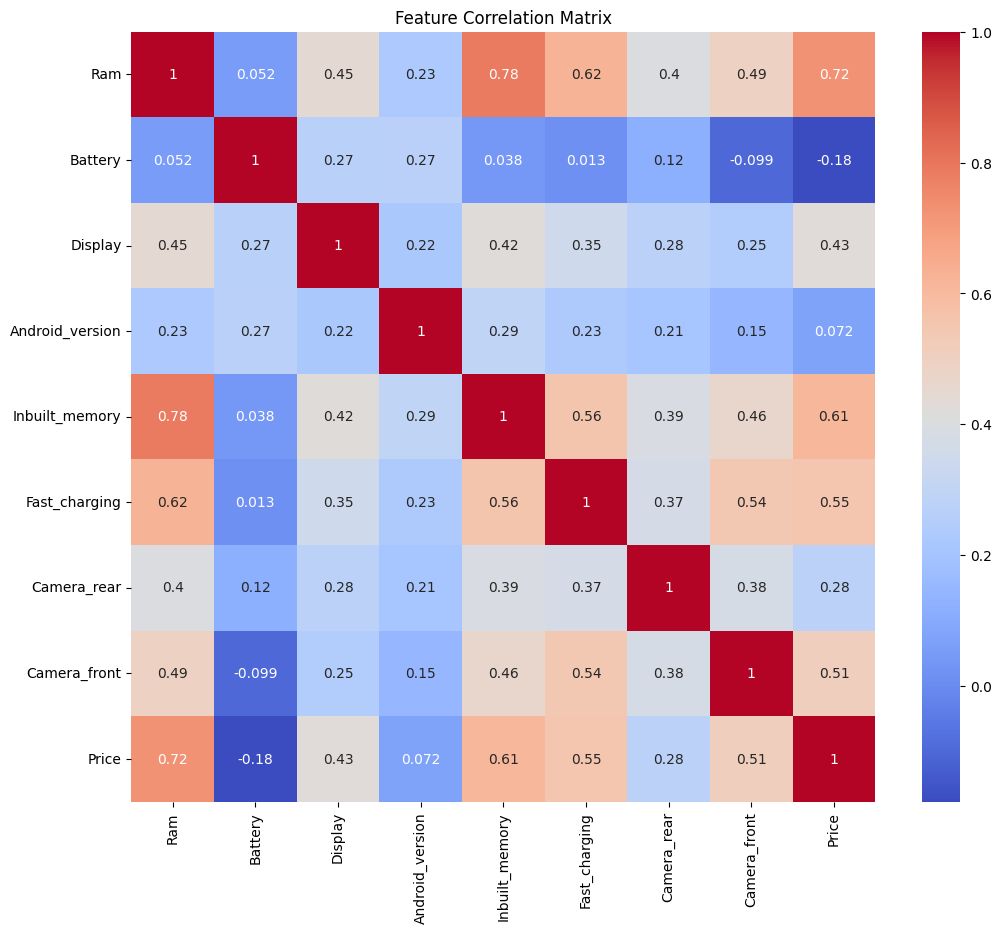 Feature Correlation Matrix
Ram 1 0.052 0.45 0.23 0.78 0.62 0.4 0.49 0.72
Battery 0.052 1 0.27 0.27 0.038 0.013 0.12 -0.099 -0.18
Display 0.45 0.27 1 0.22 0.42 0.35 0.28 0.25 0.43
Android_version 0.23 0.27 0.22 1 0.29 0.23 0.21 0.15 0.072
Inbuilt_memory 0.78 0.038 0.42 0.29 1 0.56 0.39 0.46 0.61
Fast_charging 0.62 0.013 0.35 0.23 0.56 1 0.37 0.54 0.55
Camera_rear 0.4 0.12 0.28 0.21 0.39 0.37 1 0.38 0.28
Camera_front 0.49 -0.099 0.25 0.15 0.46 0.54 0.38 1 0.51
Price 0.72 -0.18 0.43 0.072 0.61 0.55 0.28 0.51 1
Ram Battery Display Android_version Inbuilt_memory Fast_charging Camera_rear Camera_front Price
1.0
0.8
0.6
0.4
0.2
0.0